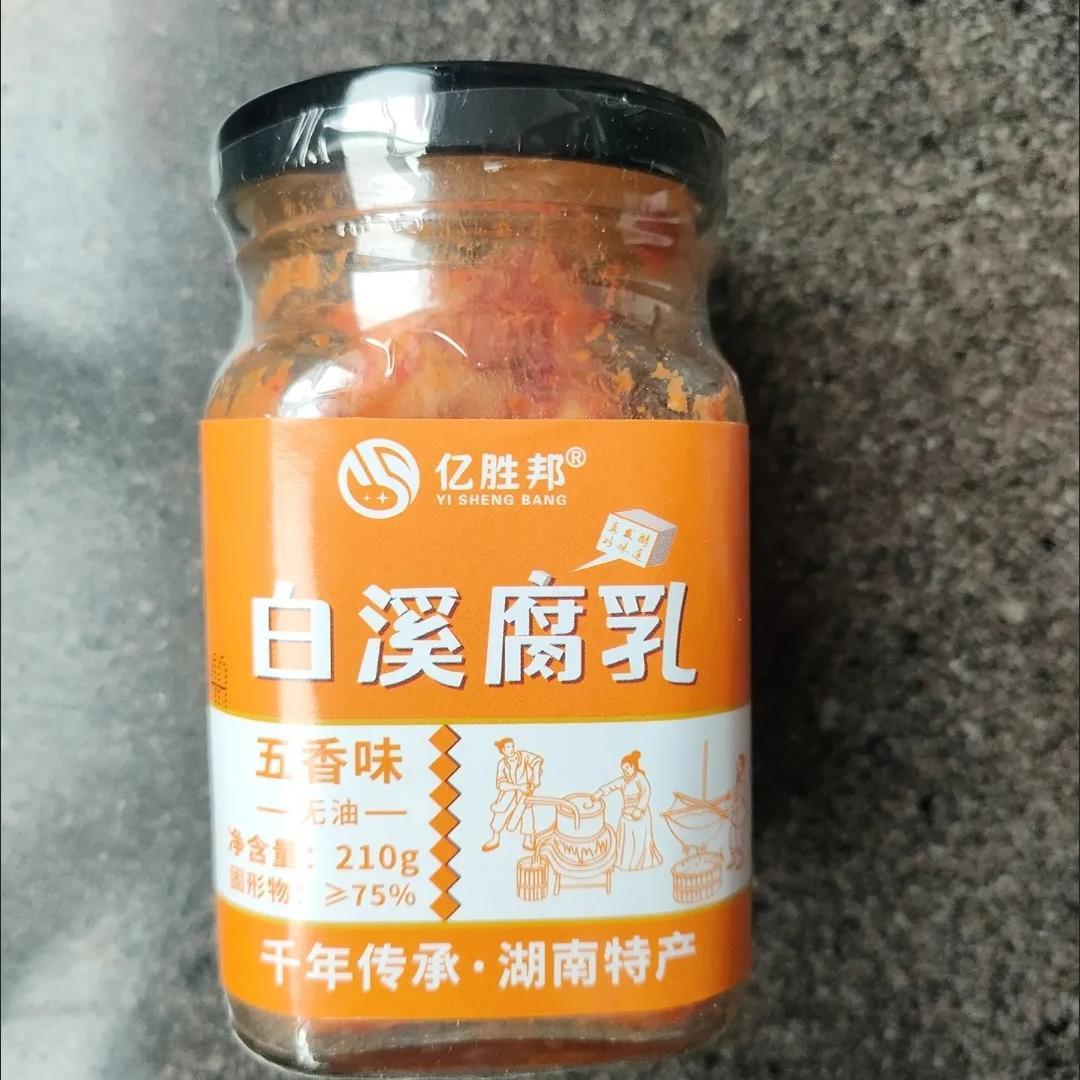 亿胜邦®
YI SHENG BANG
白溪腐乳
五香味
无油
净含量：210g
固形物：≥75%
千年传承·湖南特产